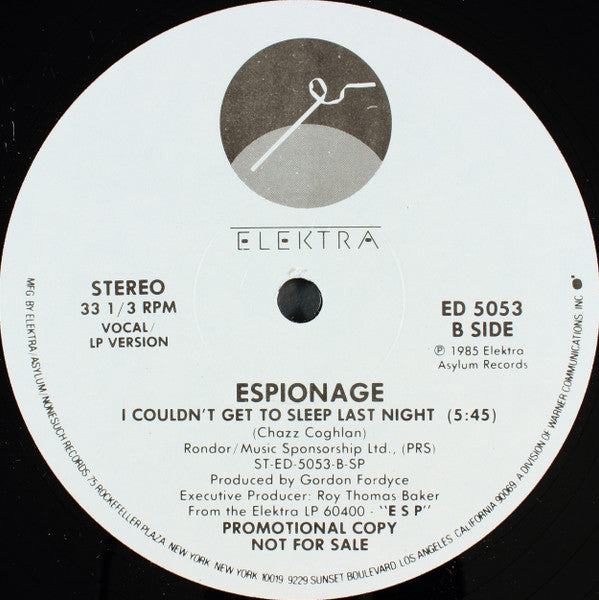 ELEKTRA
STEREO
33 1/3 RPM
VOCAL/
LP VERSION
ED 5053
B SIDE
℗ 1985 Elektra
Asylum Records
ESPIONAGE
I COULDN'T GET TO SLEEP LAST NIGHT (5:45)
(Chazz Coghlan)
Rondor/Music Sponsorship Ltd., (PRS)
ST-ED-5053-B-SP
Produced by Gordon Fordyce
Executive Producer: Roy Thomas Baker
From the Elektra LP 60400 - "E S P"
PROMOTIONAL COPY
NOT FOR SALE
MFG BY ELEKTRA/ASYLUM/NONESUCH RECORDS 75 ROCKEFELLER PLAZA, NEW YORK, NEW YORK 10019 9229 SUNSET BOULEVARD LOS ANGELES, CALIFORNIA 90069 A DIVISION OF WARNER COMMUNICATIONS INC